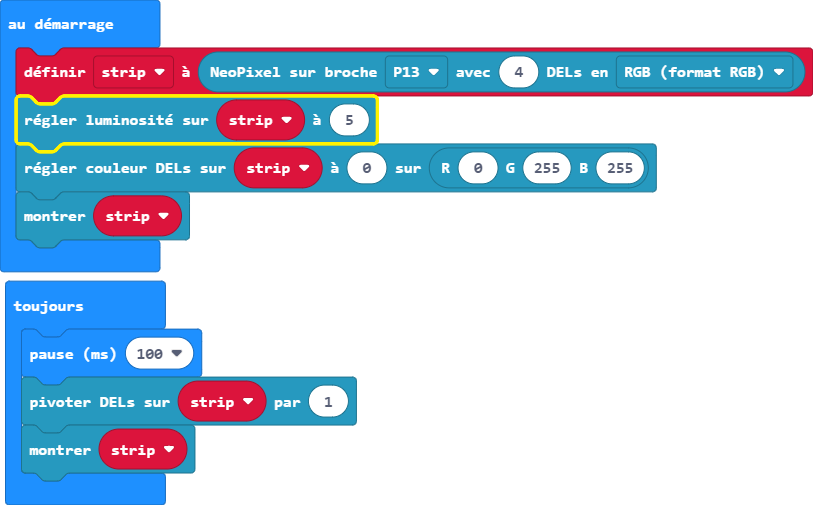 au démarrage
définir strip à NeoPixel sur broche P13 avec 4 DELs en RGB (format RGB)
régler luminosité sur strip à 5
régler couleur DELs sur strip à 0 sur R 0 G 255 B 255
montrer strip
toujours
pause (ms) 100
pivoter DELs sur strip par 1
montrer strip